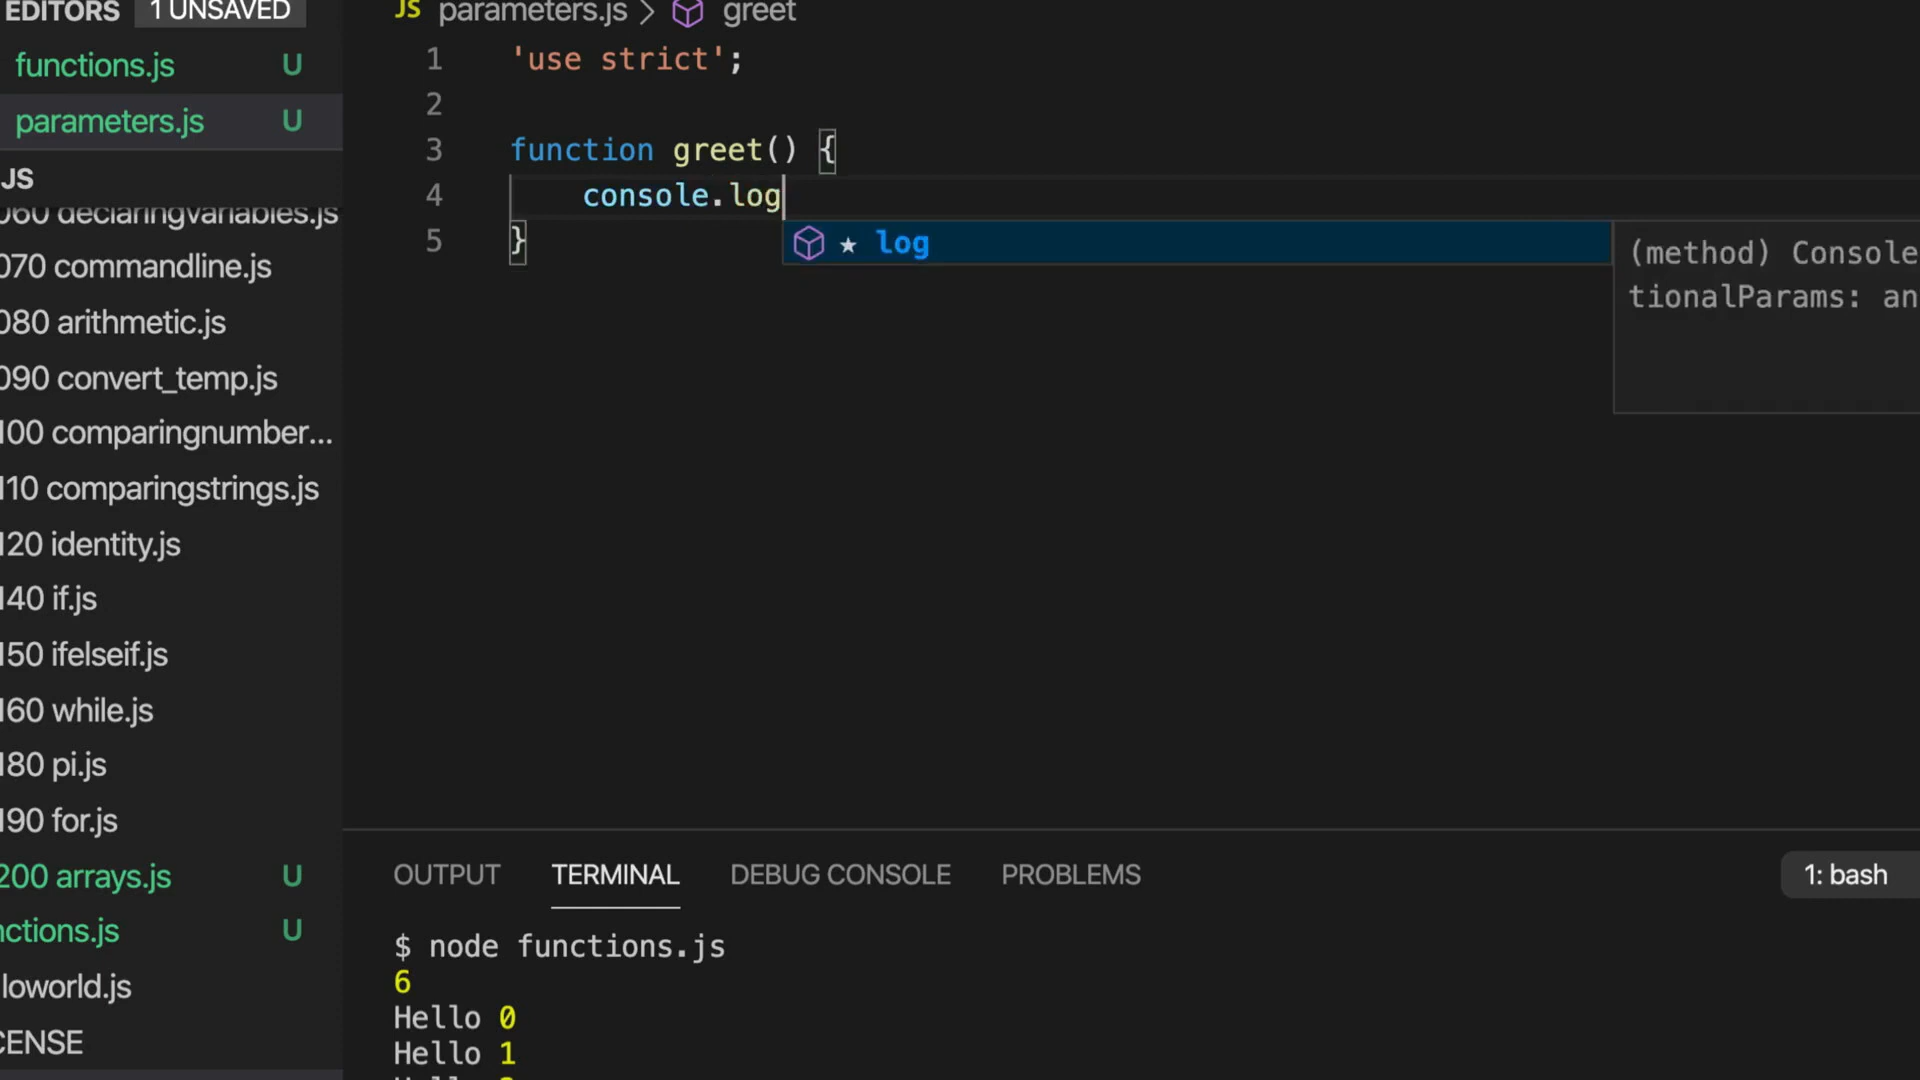 EDITORS 1 UNSAVED
functions.js U
parameters.js U
JS
060 declaringvariables.js
070 commandline.js
080 arithmetic.js
090 convert_temp.js
100 comparingnumber...
110 comparingstrings.js
120 identity.js
140 if.js
150 ifelseif.js
160 while.js
180 pi.js
190 for.js
200 arrays.js U
nctions.js U
loworld.js
CENSE
JS parameters.js > greet
1 'use strict';
2
3 function greet() {
4 console.log
5 }
★ log
(method) Console
tionalParams: an
OUTPUT TERMINAL DEBUG CONSOLE PROBLEMS
1: bash
$ node functions.js
6
Hello 0
Hello 1